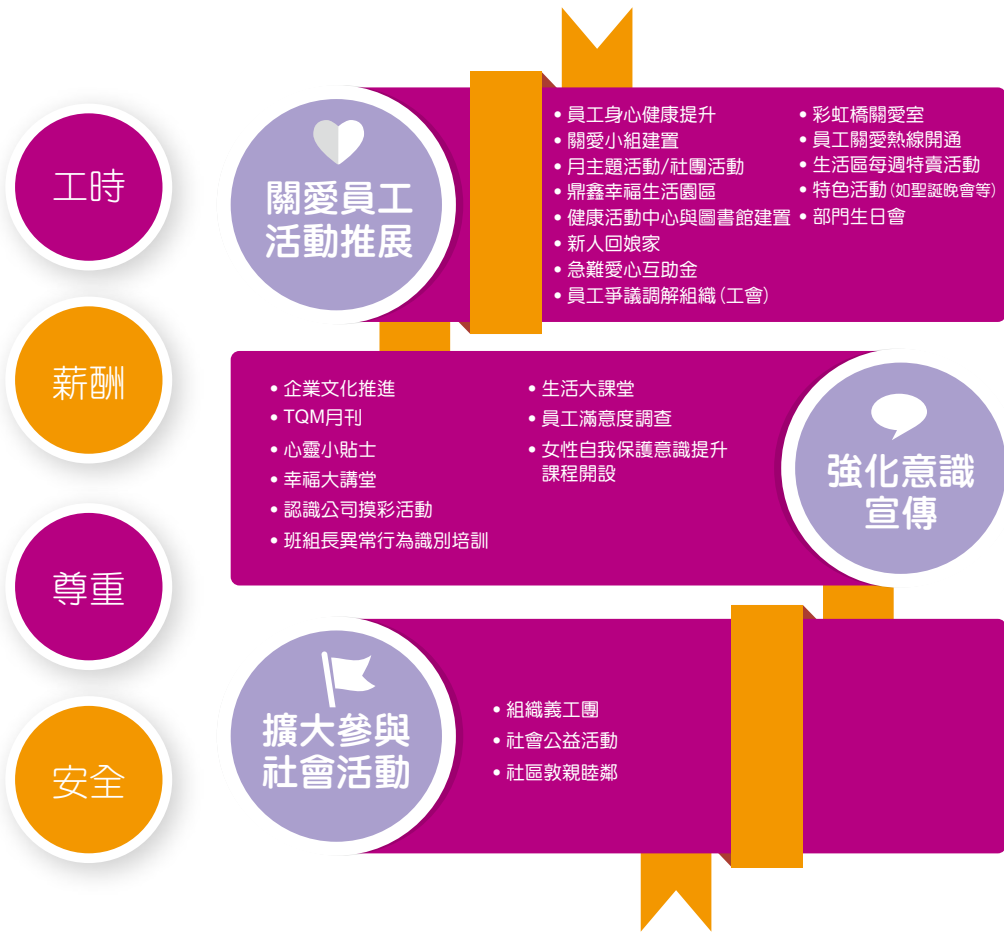 工時
薪酬
尊重
安全
關愛員工
活動推展
• 員工身心健康提升
• 關愛小組建置
• 月主題活動/社團活動
• 鼎鑫幸福生活園區
• 健康活動中心與圖書館建置
• 新人回娘家
• 急難愛心互助金
• 員工爭議調解組織(工會)
• 彩虹橋關愛室
• 員工關愛熱線開通
• 生活區每週特賣活動
• 特色活動(如聖誕晚會等)
• 部門生日會
• 企業文化推進
• TQM月刊
• 心靈小貼士
• 幸福大講堂
• 認識公司摸彩活動
• 班組長異常行為識別培訓
• 生活大課堂
• 員工滿意度調查
• 女性自我保護意識提升
課程開設
強化意識
宣傳
擴大參與
社會活動
• 組織義工團
• 社會公益活動
• 社區敦親睦鄰